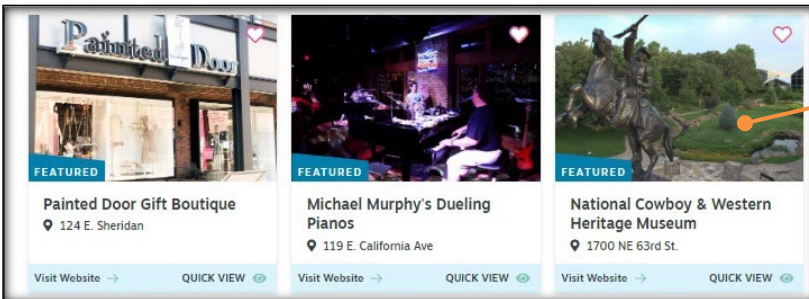 Painted Door
FEATURED
Painted Door Gift Boutique
124 E. Sheridan
Visit Website → QUICK VIEW
FEATURED
Michael Murphy's Dueling
Pianos
119 E. California Ave
Visit Website → QUICK VIEW
FEATURED
National Cowboy & Western
Heritage Museum
1700 NE 63rd St.
Visit Website → QUICK VIEW